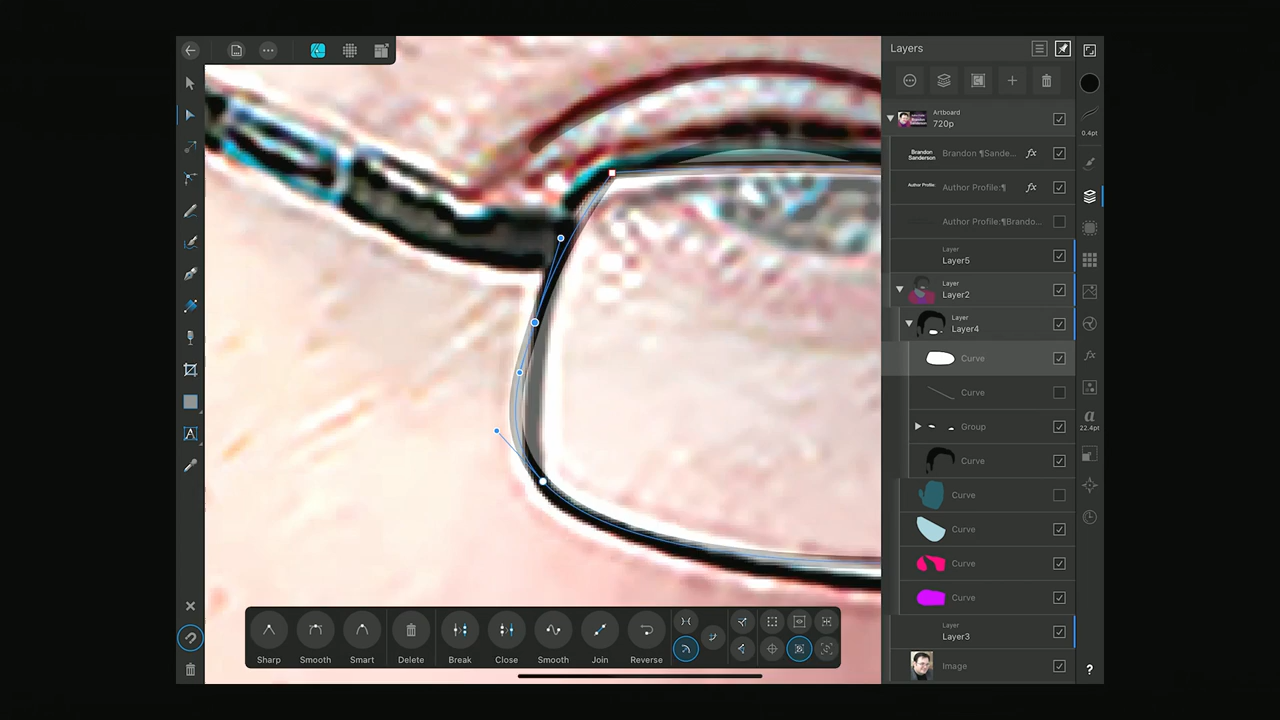 Layers
Artboard
720p
0.4pt
Brandon
Sanderson
Brandon ¶Sande...
fx
Author Profile:
Author Profile:¶
fx
Author Profile:¶Brando...
Layer
Layer5
Layer
Layer2
Layer
Layer4
fx
Curve
Curve
a
22.4pt
Group
Curve
Curve
Curve
Curve
Curve
Layer
Layer3
Image
?
A
Sharp
Smooth
Smart
Delete
Break
Close
Smooth
Join
Reverse